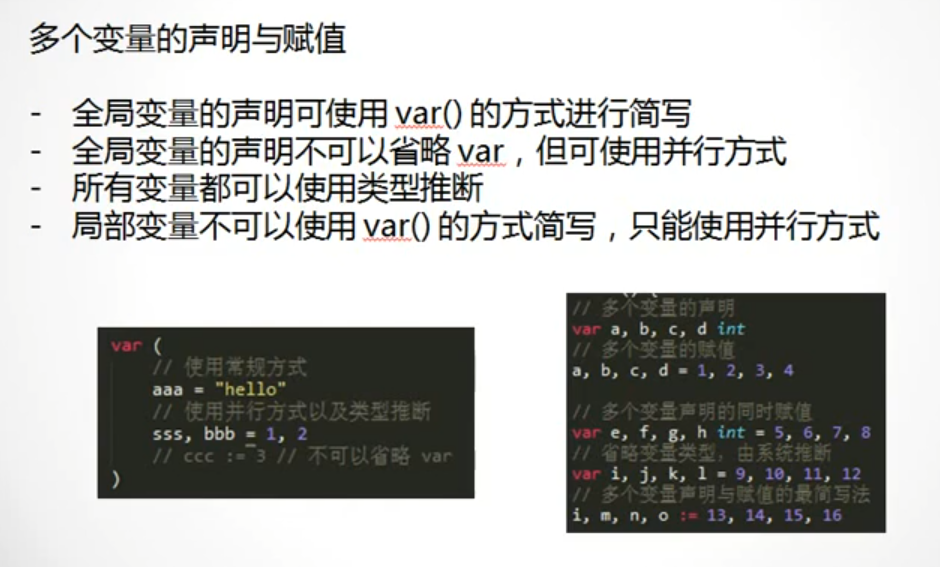 多个变量的声明与赋值
- 全局变量的声明可使用 var() 的方式进行简写
- 全局变量的声明不可以省略 var，但可使用并行方式
- 所有变量都可以使用类型推断
- 局部变量不可以使用 var() 的方式简写，只能使用并行方式
var (
// 使用常规方式
aaa = "hello"
// 使用并行方式以及类型推断
sss, bbb = 1, 2
// ccc := 3 // 不可以省略 var
)
// 多个变量的声明
var a, b, c, d int
// 多个变量的赋值
a, b, c, d = 1, 2, 3, 4
// 多个变量声明的同时赋值
var e, f, g, h int = 5, 6, 7, 8
// 省略变量类型，由系统推断
var i, j, k, l = 9, 10, 11, 12
// 多个变量声明与赋值的最简写法
i, m, n, o := 13, 14, 15, 16